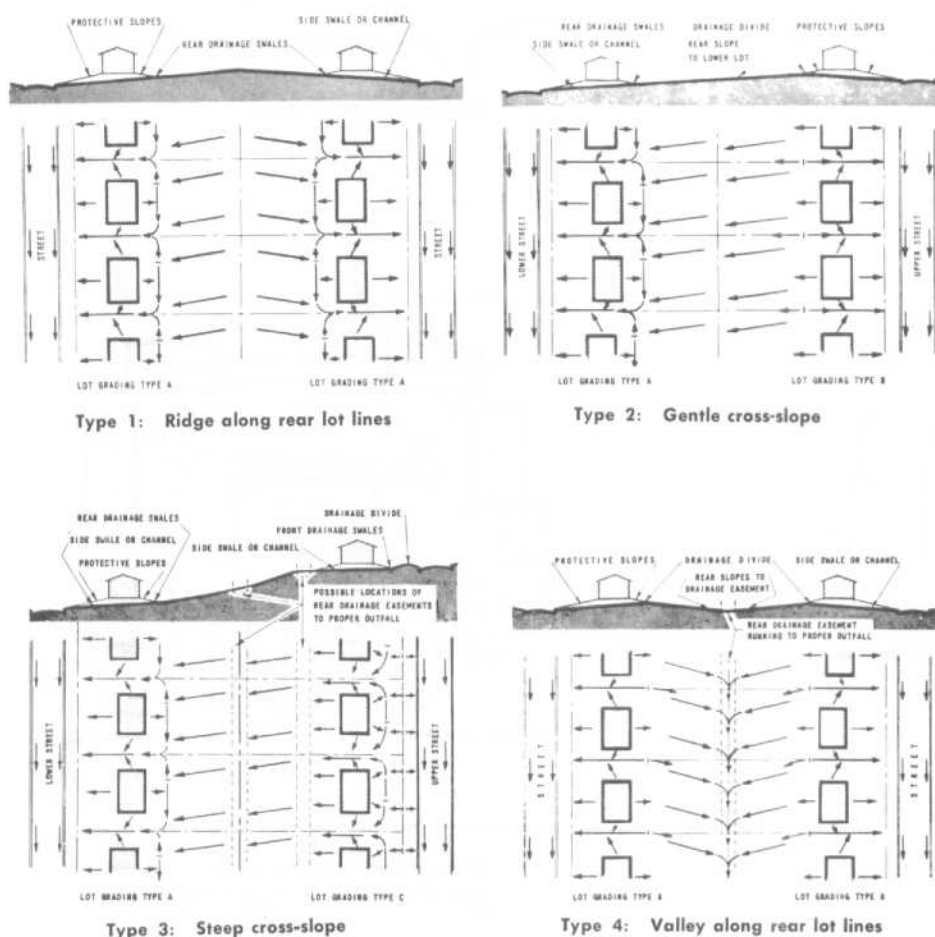 PROTECTIVE SLOPES
SIDE SWALE OR CHANNEL
REAR DRAINAGE SWALES
STREET
STREET
LOT GRADING TYPE A
LOT GRADING TYPE A
Type 1: Ridge along rear lot lines
REAR DRAINAGE SWALES
DRAINAGE DIVIDE
PROTECTIVE SLOPES
SIDE SWALE OR CHANNEL
REAR SLOPE
TO LOWER LOT
LOWER STREET
UPPER STREET
LOT GRADING TYPE A
LOT GRADING TYPE B
Type 2: Gentle cross-slope
REAR DRAINAGE SWALES
SIDE SWALE OR CHANNEL
PROTECTIVE SLOPES
DRAINAGE DIVIDE
FRONT DRAINAGE SWALES
SIDE SWALE OR CHANNEL
POSSIBLE LOCATIONS OF
REAR DRAINAGE EASEMENTS
TO PROPER OUTFALL
LOWER STREET
UPPER STREET
LOT GRADING TYPE A
LOT GRADING TYPE C
Type 3: Steep cross-slope
PROTECTIVE SLOPES
DRAINAGE DIVIDE
SIDE SWALE OR CHANNEL
REAR SLOPES TO
DRAINAGE EASEMENT
REAR DRAINAGE EASEMENT
RUNNING TO PROPER OUTFALL
STREET
STREET
LOT GRADING TYPE B
LOT GRADING TYPE B
Type 4: Valley along rear lot lines